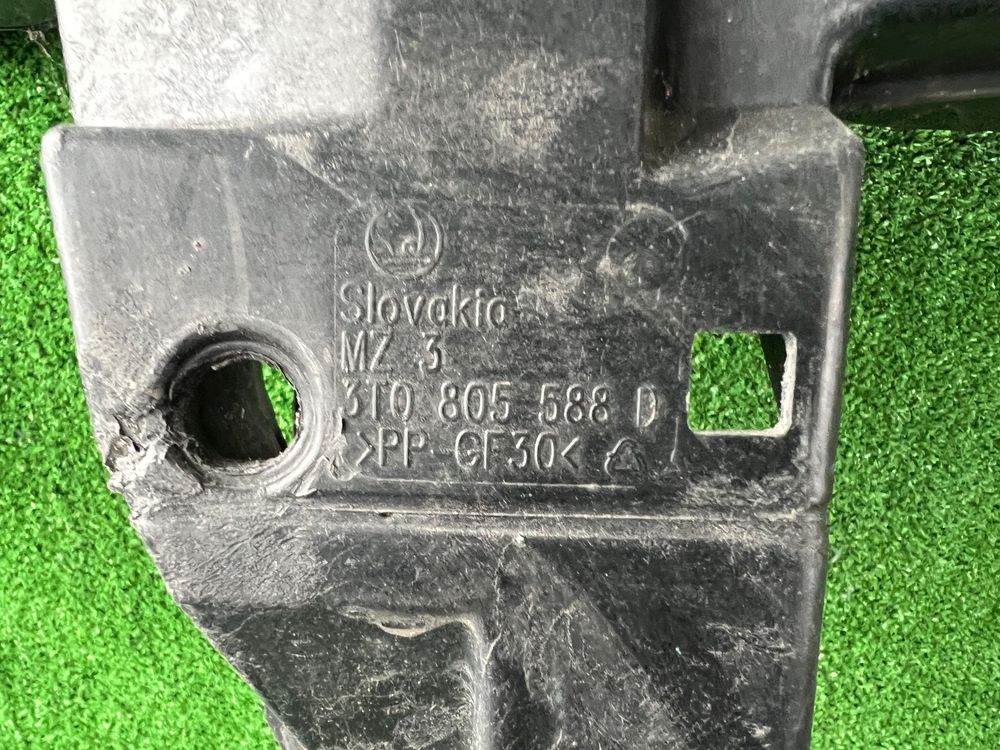 Slovakia
MZ 3
3T0 805 588 D
>PP-GF30<